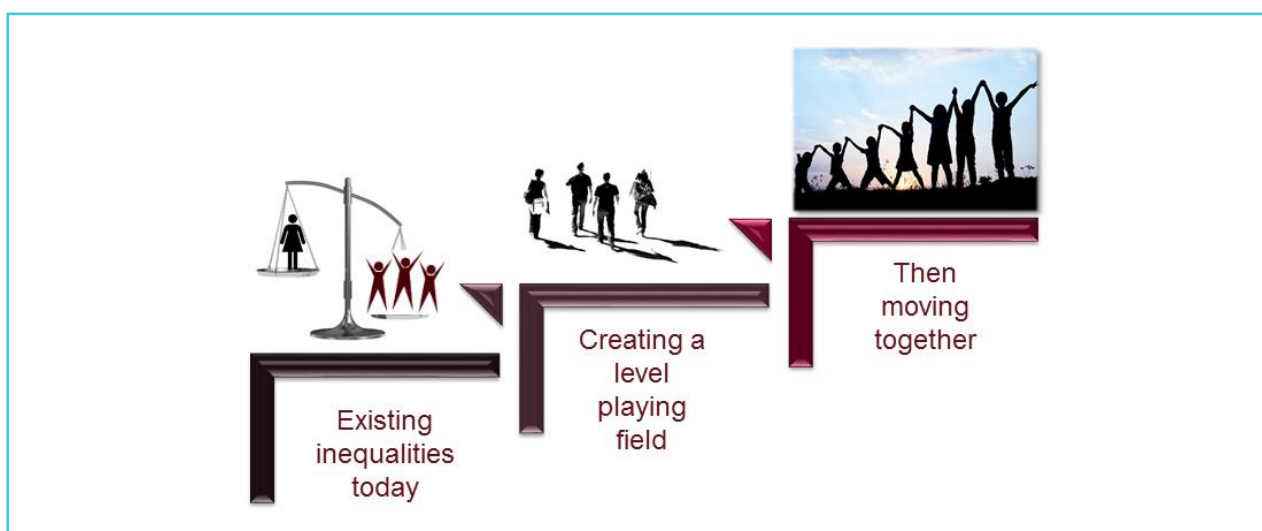 Existing
inequalities
today
Creating a
level
playing
field
Then
moving
together